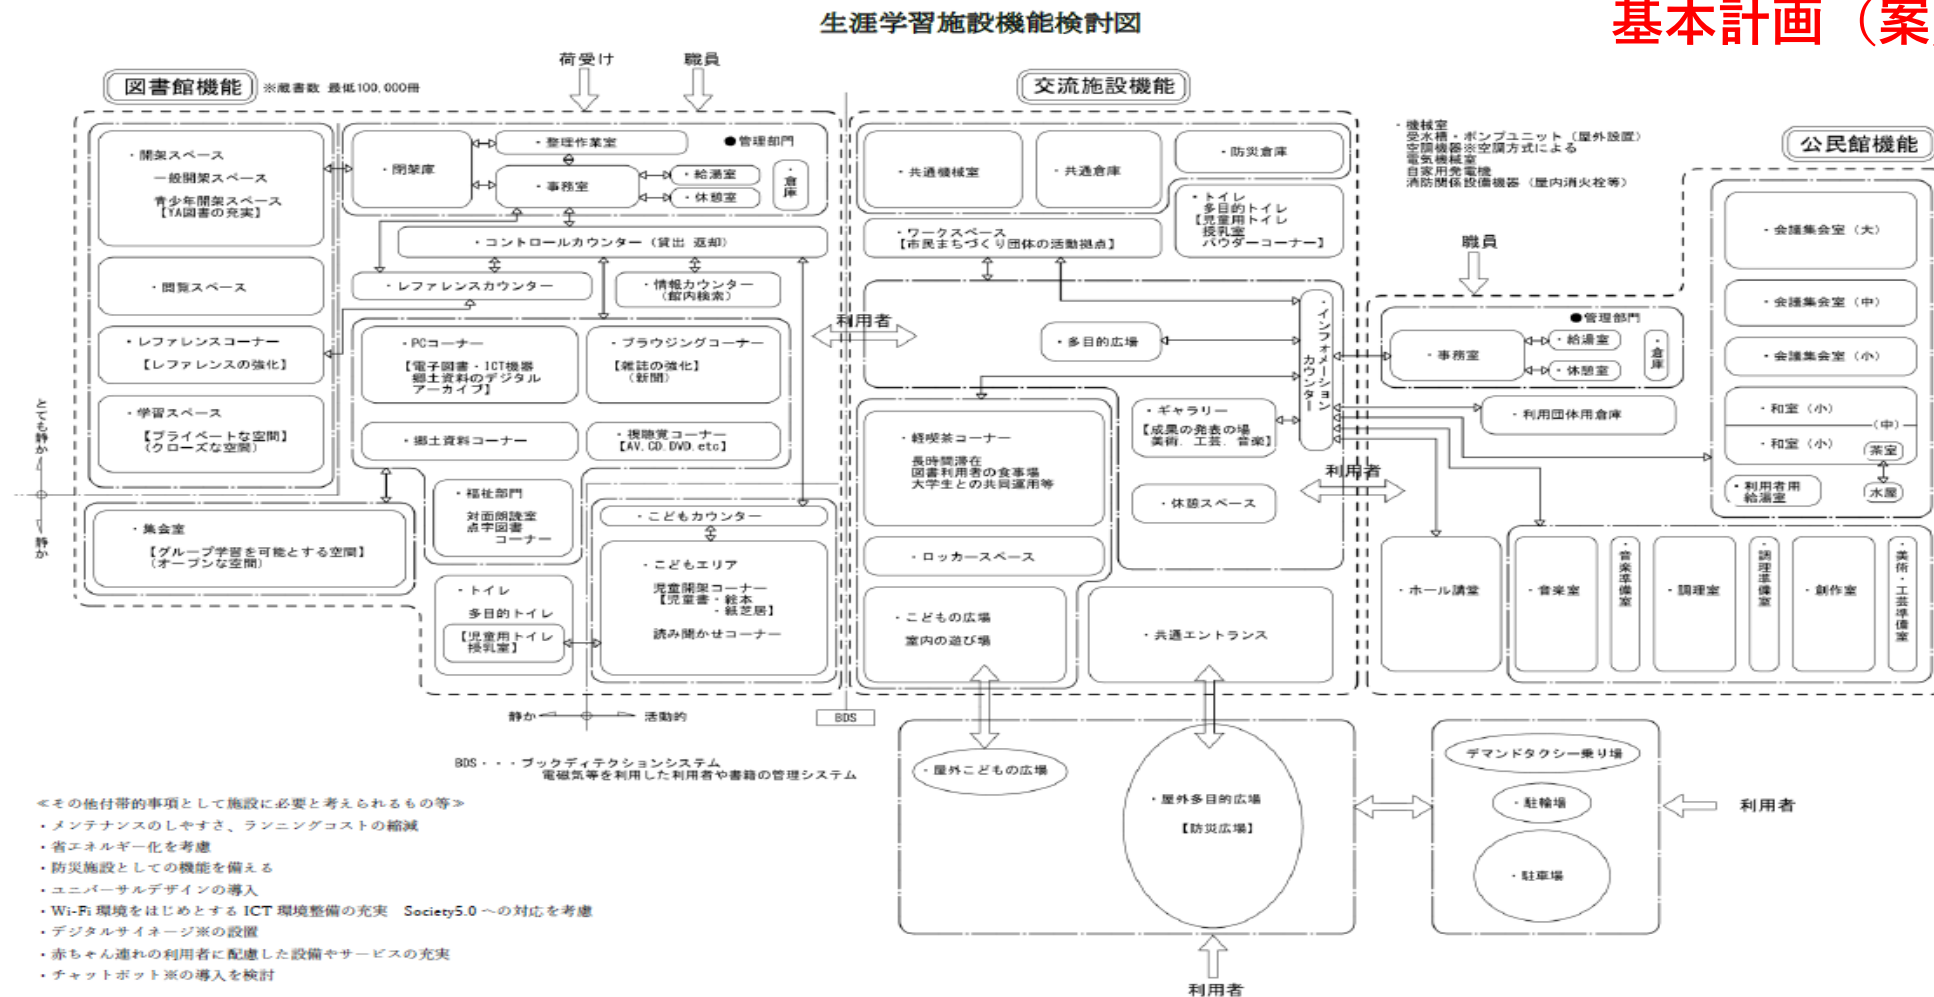 生涯学習施設機能検討図
基本計画（案
荷受け
職員
図書館機能
※蔵書数 最低100,000冊
・開架スペース
一般開架スペース
青少年開架スペース
【YA図書の充実】
・閲覧スペース
・レファレンスコーナー
【レファレンスの強化】
・学習スペース
【プライベートな空間】
（クローズな空間）
・集会室
【グループ学習を可能とする空間】
（オープンな空間）
とても静か
静か
・閉架庫
・整理作業室
●管理部門
・事務室
・給湯室
・休憩室
・倉庫
・コントロールカウンター（貸出 返却）
・レファレンスカウンター
・情報カウンター
（館内検索）
・PCコーナー
【電子図書・ICT機器
郷土資料のデジタル
アーカイブ】
・ブラウジングコーナー
【雑誌の強化】
（新聞）
・郷土資料コーナー
・視聴覚コーナー
【AV.CD.DVD.etc】
・福祉部門
対面朗読室
点字図書
コーナー
・こどもカウンター
・こどもエリア
児童開架コーナー
【児童書・絵本
・紙芝居】
読み聞かせコーナー
・トイレ
多目的トイレ
【児童用トイレ
授乳室】
静か
活動的
BDS
BDS・・・ブックディテクションシステム
電磁気等を利用した利用者や書籍の管理システム
利用者
交流施設機能
・共通機械室
・共通倉庫
・防災倉庫
・トイレ
多目的トイレ
【児童用トイレ
授乳室
パウダーコーナー】
・ワークスペース
【市民まちづくり団体の活動拠点】
・多目的広場
・インフォメーション
カウンター
・ギャラリー
【成果の発表の場
美術．工芸．音楽】
・休憩スペース
・軽喫茶コーナー
長時間滞在
図書利用者の食事場
大学生との共同運用等
・ロッカースペース
・こどもの広場
室内の遊び場
・共通エントランス
利用者
・機械室
受水槽・ポンプユニット（屋外設置）
空調機器※空調方式による
電気機械室
自家用発電機
消防関係設備機器（屋内消火栓等）
公民館機能
職員
●管理部門
・事務室
・給湯室
・休憩室
・倉庫
・利用団体用倉庫
・会議集会室（大）
・会議集会室（中）
・会議集会室（小）
・和室（小）
（中）
・和室（小）
茶室
・利用者用
給湯室
水屋
・ホール講堂
・音楽室
・音楽準備室
・調理室
・調理準備室
・創作室
・美術・工芸準備室
・屋外こどもの広場
・屋外多目的広場
【防災広場】
デマンドタクシー乗り場
・駐輪場
・駐車場
利用者
利用者
≪その他付帯的事項として施設に必要と考えられるもの等≫
・メンテナンスのしやすさ、ランニングコストの縮減
・省エネルギー化を考慮
・防災施設としての機能を備える
・ユニバーサルデザインの導入
・Wi-Fi 環境をはじめとする ICT 環境整備の充実　Society5.0 への対応を考慮
・デジタルサイネージ※の設置
・赤ちゃん連れの利用者に配慮した設備やサービスの充実
・チャットボット※の導入を検討